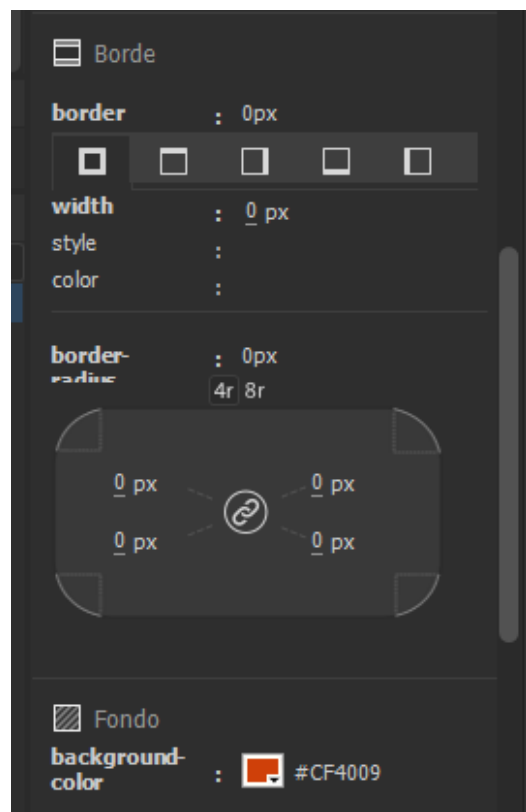 Borde
border : 0px
width : 0 px
style :
color :
border- : 0px
radius
4r 8r
0 px 0 px
0 px 0 px
Fondo
background-
color : #CF4009